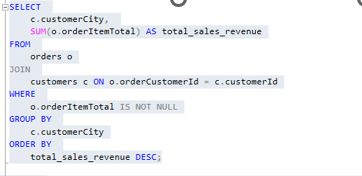 SELECT
c.customerCity,
SUM(o.orderItemTotal) AS total_sales_revenue
FROM
orders o
JOIN
customers c ON o.orderCustomerId = c.customerId
WHERE
o.orderItemTotal IS NOT NULL
GROUP BY
c.customerCity
ORDER BY
total_sales_revenue DESC;